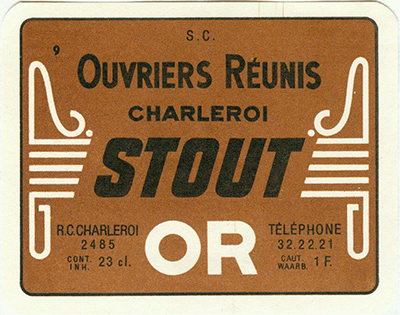 S.C.
9
OUVRIERS RÉUNIS
CHARLEROI
STOUT
R.C. CHARLEROI
2485
CONT.
INH. 23 cl.
OR
TÉLÉPHONE
32.22.21
CAUT.
WAARB. 1 F.